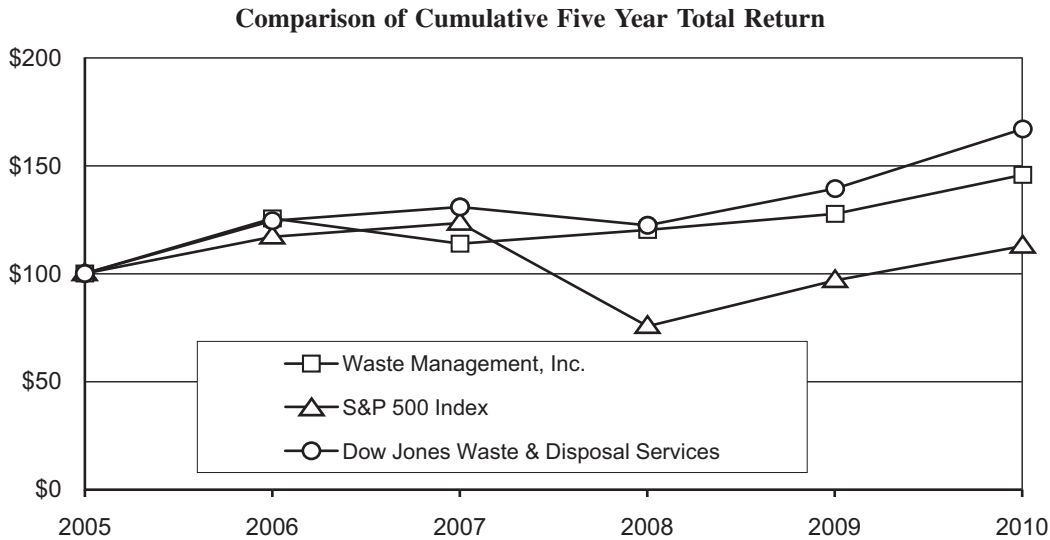 Comparison of Cumulative Five Year Total Return
$200
$150
$100
$50
$0
Waste Management, Inc.
S&P 500 Index
Dow Jones Waste & Disposal Services
2005 2006 2007 2008 2009 2010